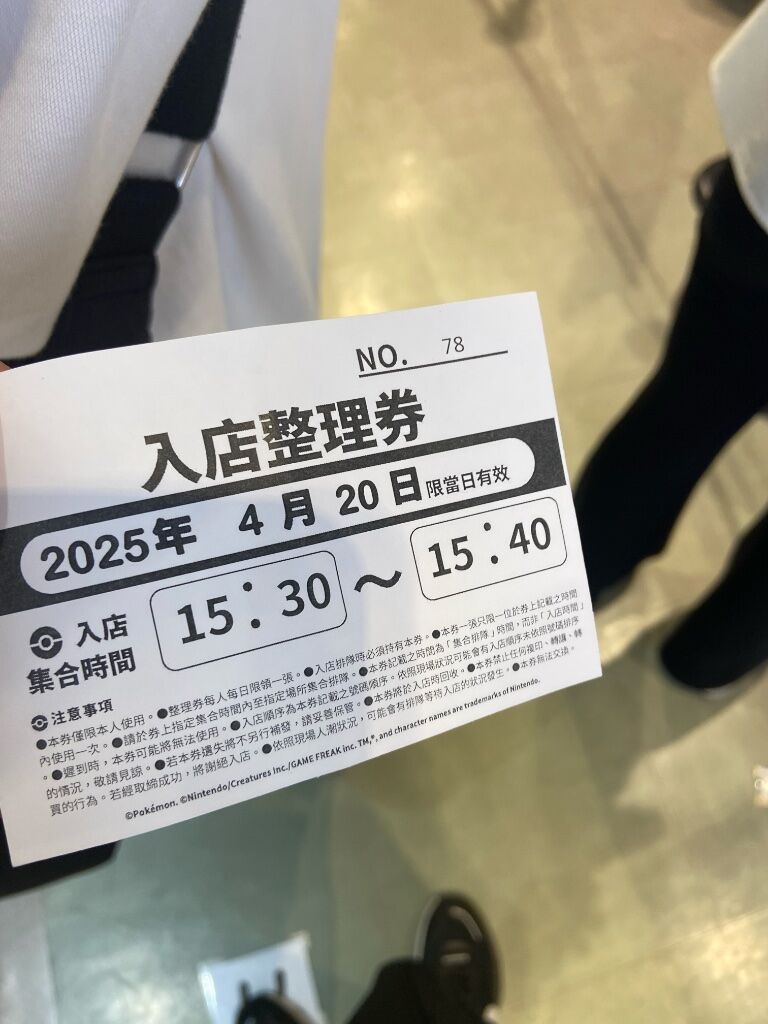 NO. 78
入店整理券
2025年 4月 20日 限當日有效
入店
集合時間
15:30～15:40
注意事項
●本券僅限本人使用。●整理券每人每日限領一張。●入店排隊時必須持有本券。●本券一張只限一位於券上記載之時間
內使用一次。●請於券上指定集合時間內至指定場所集合排隊。●本券記載之時間為「集合排隊」時間，而非「入店時間」
。●遲到時，本券可能將無法使用。●入店順序為本券記載之號碼順序。依照現場狀況可能會有入店順序未依照號碼排序
的情況，敬請見諒。●若本券遺失將不另行補發，請妥善保管。●本券將於入店時回收。●本券禁止任何複印、轉讓、轉
買的行為。若經取締成功，將謝絕入店。●依照現場人潮狀況，可能會有排隊等待入店的狀況發生。●本券無法交換。
©Pokémon. ©Nintendo/Creatures Inc./GAME FREAK inc. TM,®, and character names are trademarks of Nintendo.